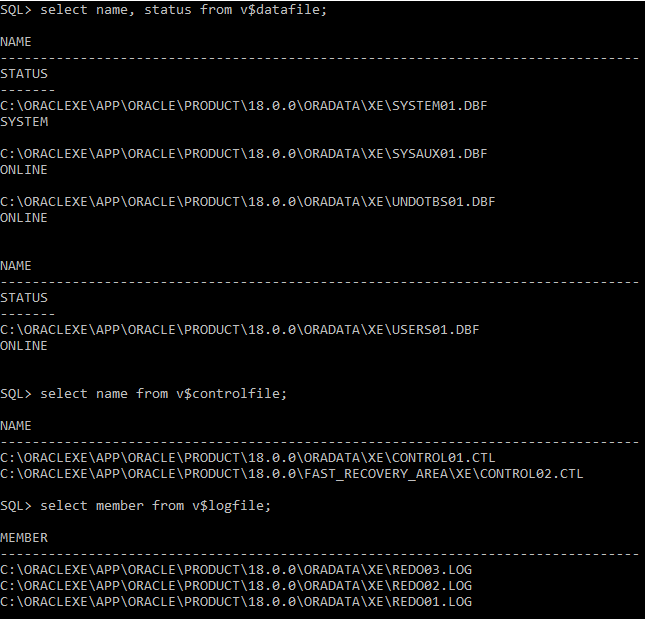 SQL> select name, status from v$datafile;
NAME
--------------------------------------------------------------------------------
STATUS
-------
C:\ORACLEXE\APP\ORACLE\PRODUCT\18.0.0\ORADATA\XE\SYSTEM01.DBF
SYSTEM
C:\ORACLEXE\APP\ORACLE\PRODUCT\18.0.0\ORADATA\XE\SYSAUX01.DBF
ONLINE
C:\ORACLEXE\APP\ORACLE\PRODUCT\18.0.0\ORADATA\XE\UNDOTBS01.DBF
ONLINE
NAME
--------------------------------------------------------------------------------
STATUS
-------
C:\ORACLEXE\APP\ORACLE\PRODUCT\18.0.0\ORADATA\XE\USERS01.DBF
ONLINE
SQL> select name from v$controlfile;
NAME
--------------------------------------------------------------------------------
C:\ORACLEXE\APP\ORACLE\PRODUCT\18.0.0\ORADATA\XE\CONTROL01.CTL
C:\ORACLEXE\APP\ORACLE\PRODUCT\18.0.0\FAST_RECOVERY_AREA\XE\CONTROL02.CTL
SQL> select member from v$logfile;
MEMBER
--------------------------------------------------------------------------------
C:\ORACLEXE\APP\ORACLE\PRODUCT\18.0.0\ORADATA\XE\REDO03.LOG
C:\ORACLEXE\APP\ORACLE\PRODUCT\18.0.0\ORADATA\XE\REDO02.LOG
C:\ORACLEXE\APP\ORACLE\PRODUCT\18.0.0\ORADATA\XE\REDO01.LOG